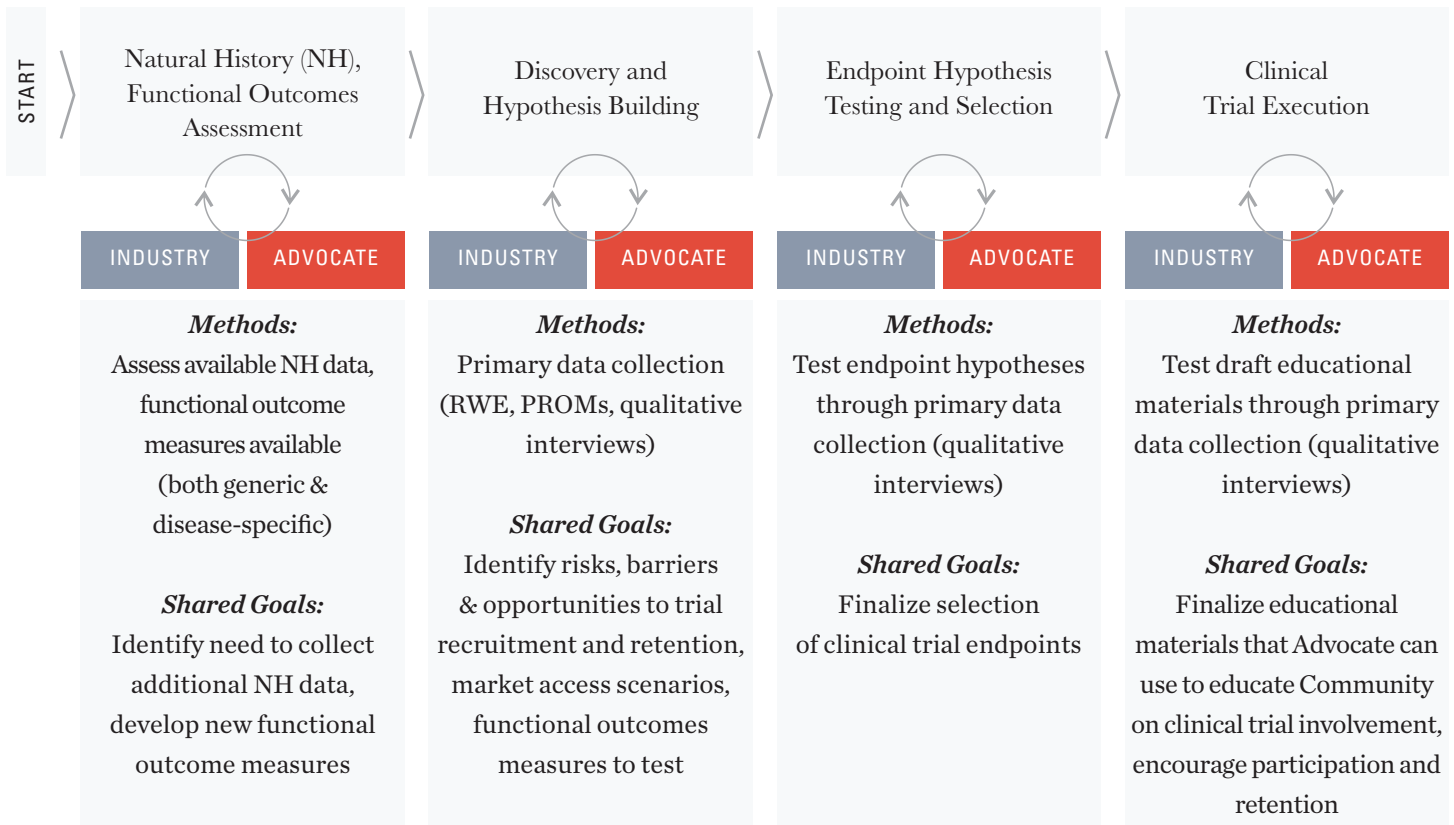 START
Natural History (NH),
Functional Outcomes
Assessment
INDUSTRY
ADVOCATE
Methods:
Assess available NH data,
functional outcome
measures available
(both generic &
disease-specific)
Shared Goals:
Identify need to collect
additional NH data,
develop new functional
outcome measures
Discovery and
Hypothesis Building
INDUSTRY
ADVOCATE
Methods:
Primary data collection
(RWE, PROMs, qualitative
interviews)
Shared Goals:
Identify risks, barriers
& opportunities to trial
recruitment and retention,
market access scenarios,
functional outcomes
measures to test
Endpoint Hypothesis
Testing and Selection
INDUSTRY
ADVOCATE
Methods:
Test endpoint hypotheses
through primary data
collection (qualitative
interviews)
Shared Goals:
Finalize selection
of clinical trial endpoints
Clinical
Trial Execution
INDUSTRY
ADVOCATE
Methods:
Test draft educational
materials through primary
data collection (qualitative
interviews)
Shared Goals:
Finalize educational
materials that Advocate can
use to educate Community
on clinical trial involvement,
encourage participation and
retention